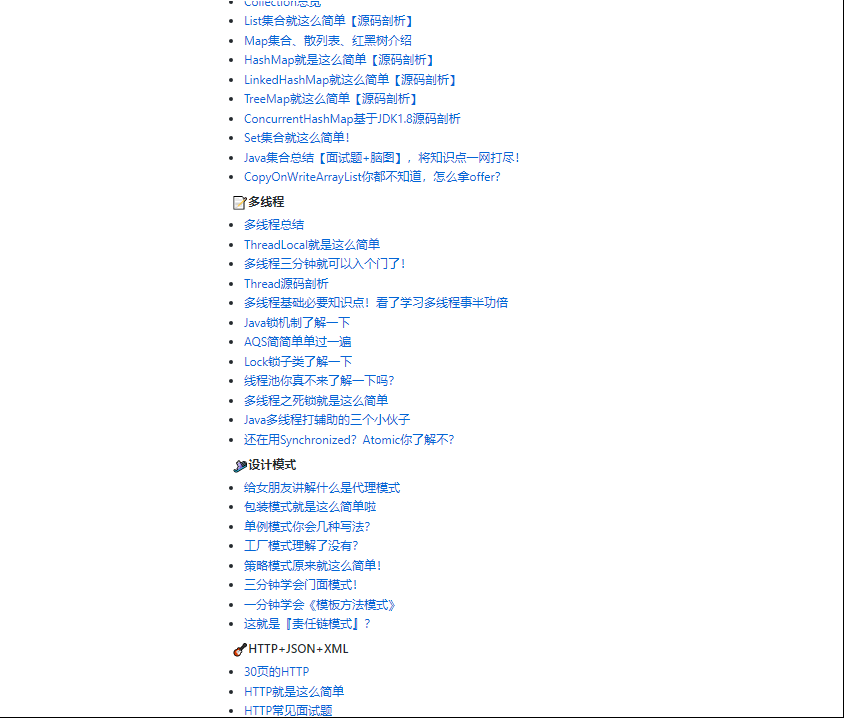 Collection总览
List集合就这么简单【源码剖析】
Map集合、散列表、红黑树介绍
HashMap就是这么简单【源码剖析】
LinkedHashMap就这么简单【源码剖析】
TreeMap就这么简单【源码剖析】
ConcurrentHashMap基于JDK1.8源码剖析
Set集合就这么简单！
Java集合总结【面试题+脑图】，将知识点一网打尽！
CopyOnWriteArrayList你都不知道，怎么拿offer？
多线程
多线程总结
ThreadLocal就是这么简单
多线程三分钟就可以入个门了！
Thread源码剖析
多线程基础必要知识点！看了学习多线程事半功倍
Java锁机制了解一下
AQS简简单单过一遍
Lock锁子类了解一下
线程池你真不来了解一下吗？
多线程之死锁就是这么简单
Java多线程打辅助的三个小伙子
还在用Synchronized？Atomic你了解不？
设计模式
给女朋友讲解什么是代理模式
包装模式就是这么简单啦
单例模式你会几种写法？
工厂模式理解了没有？
策略模式原来就这么简单！
三分钟学会门面模式！
一分钟学会《模板方法模式》
这就是『责任链模式』？
HTTP+JSON+XML
30页的HTTP
HTTP就是这么简单
HTTP常见面试题